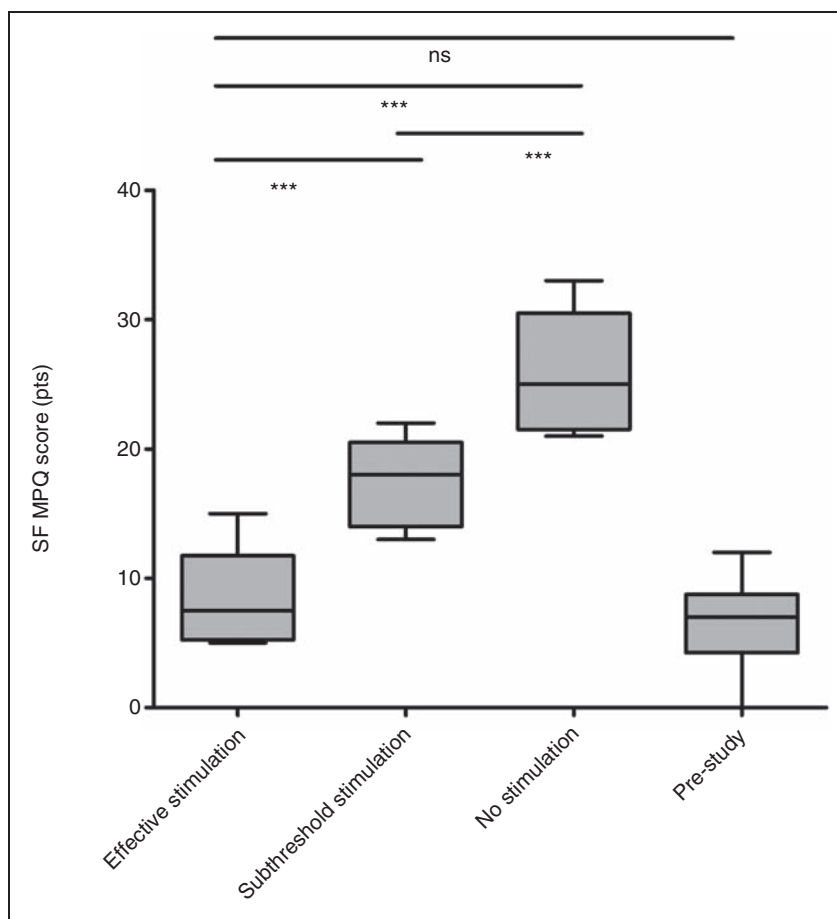 ns
***
***
***
40
30
20
10
0
SF MPQ score (pts)
Effective stimulation
Subthreshold stimulation
No stimulation
Pre-study